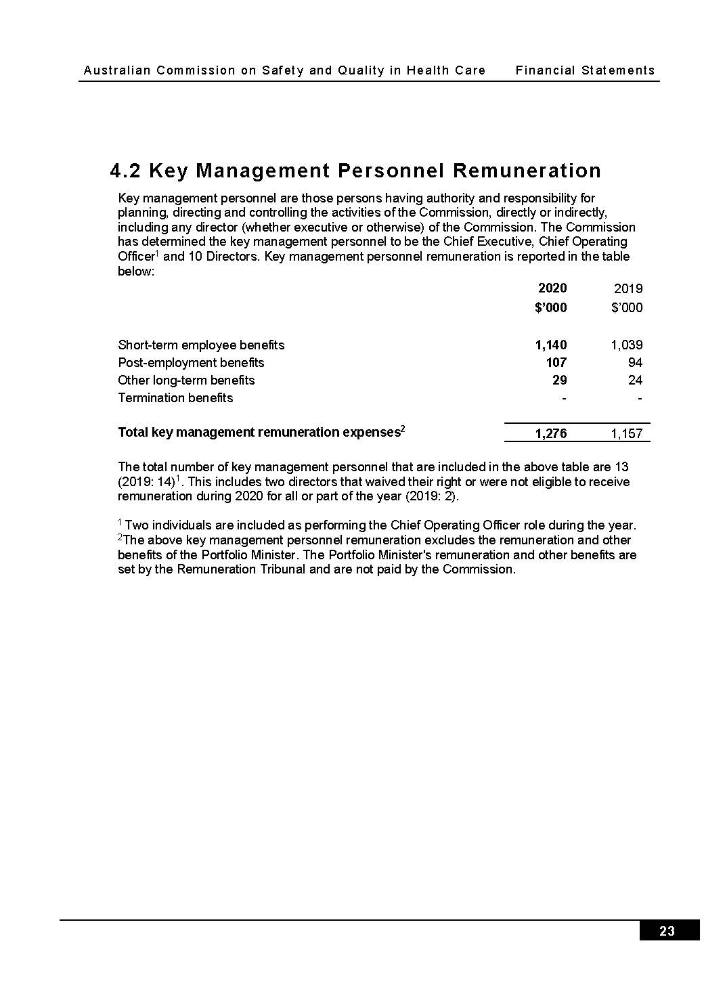 Australian Commission on Safety and Quality in Health Care Financial Statements
4.2 Key Management Personnel Remuneration
Key management personnel are those persons having authority and responsibility for
planning, directing and controlling the activities of the Commission, directly or indirectly,
including any director (whether executive or otherwise) of the Commission. The Commission
has determined the key management personnel to be the Chief Executive, Chief Operating
Officer¹ and 10 Directors. Key management personnel remuneration is reported in the table
below:
2020 2019
$’000 $’000
Short-term employee benefits 1,140 1,039
Post-employment benefits 107 94
Other long-term benefits 29 24
Termination benefits - -
Total key management remuneration expenses² 1,276 1,157
The total number of key management personnel that are included in the above table are 13
(2019: 14)¹. This includes two directors that waived their right or were not eligible to receive
remuneration during 2020 for all or part of the year (2019: 2).
¹ Two individuals are included as performing the Chief Operating Officer role during the year.
²The above key management personnel remuneration excludes the remuneration and other
benefits of the Portfolio Minister. The Portfolio Minister's remuneration and other benefits are
set by the Remuneration Tribunal and are not paid by the Commission.
23